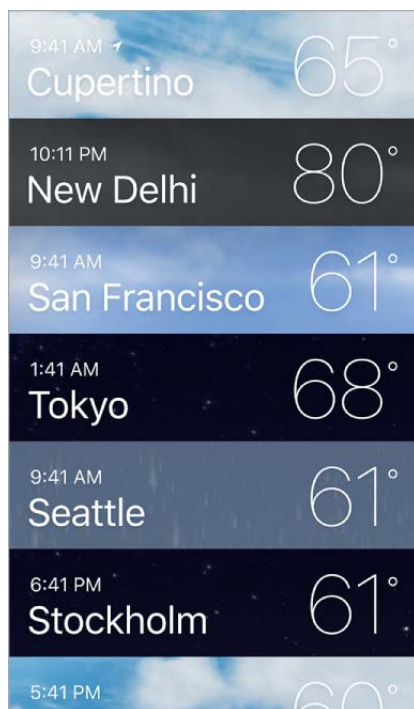 9:41 AM
Cupertino
65°
10:11 PM
New Delhi
80°
9:41 AM
San Francisco
61°
1:41 AM
Tokyo
68°
9:41 AM
Seattle
61°
6:41 PM
Stockholm
61°
5:41 PM